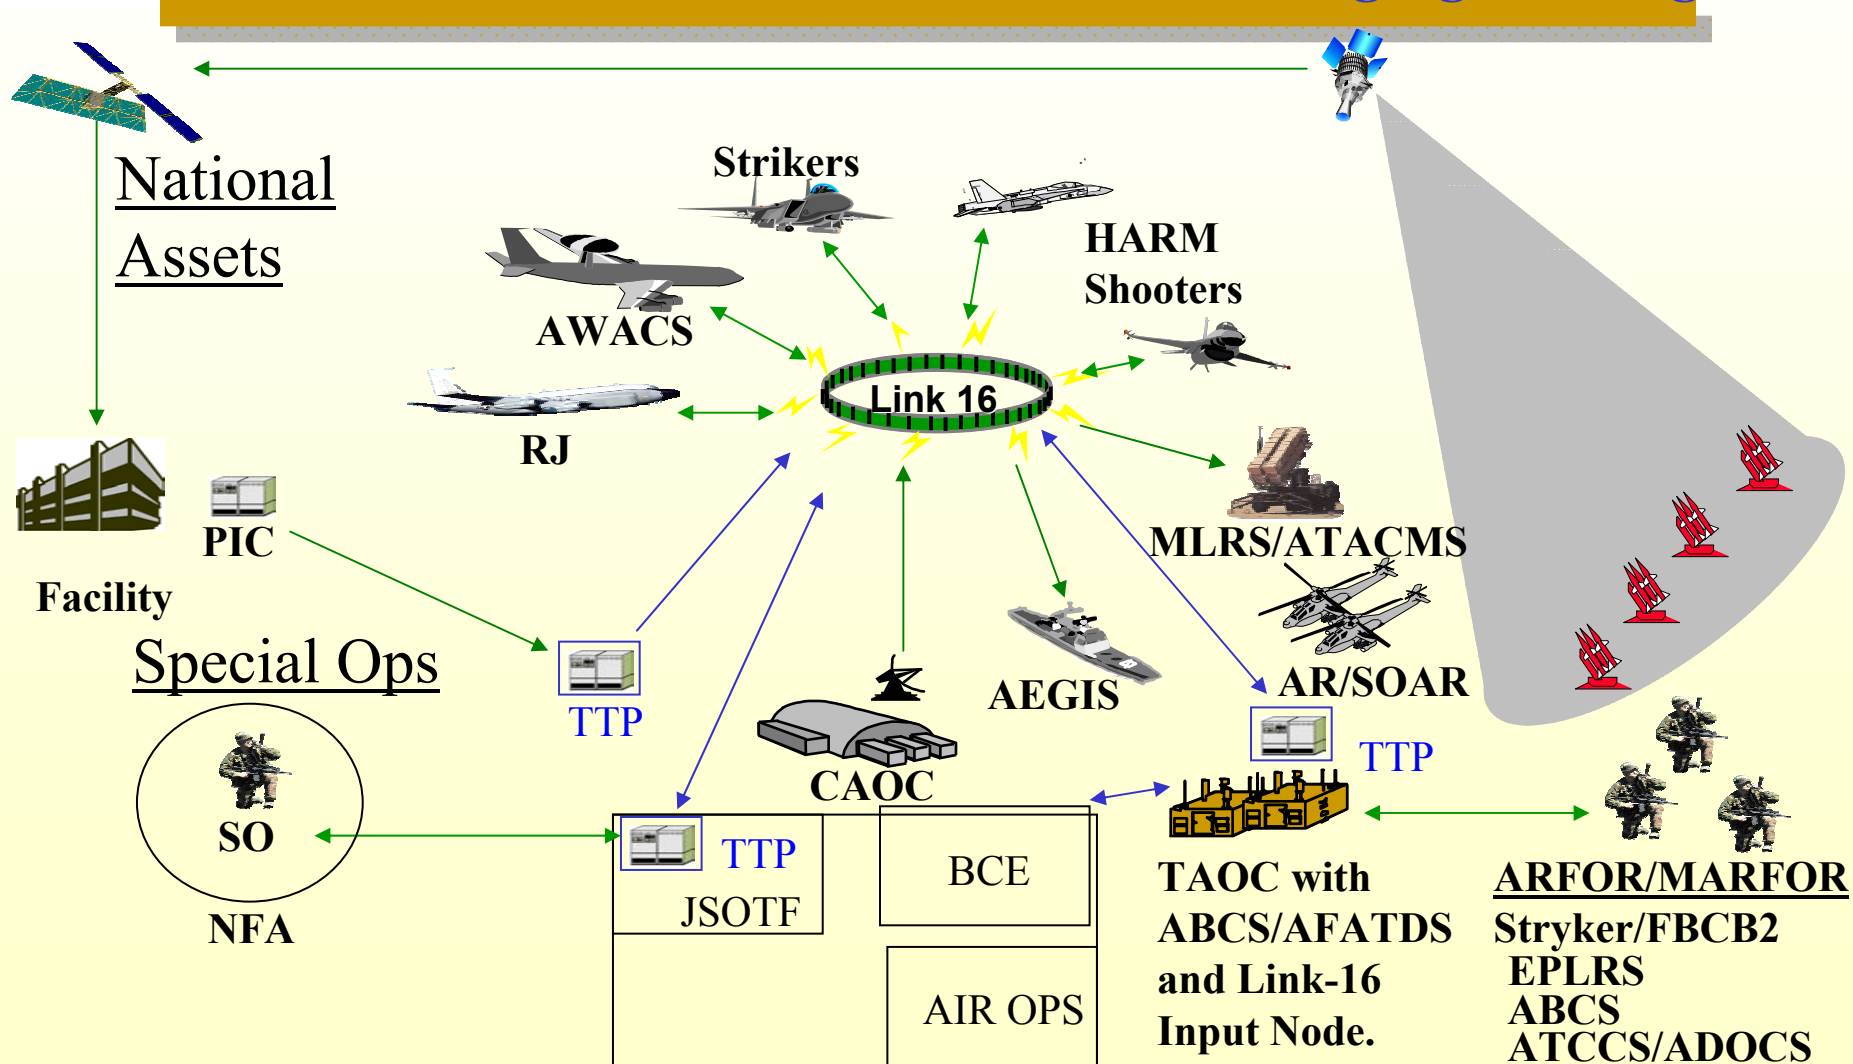 National
Assets
Strikers
HARM
Shooters
AWACS
Link 16
RJ
PIC
MLRS/ATACMS
Facility
Special Ops
AR/SOAR
AEGIS
TTP
TTP
CAOC
SO
TTP
JSOTF
BCE
NFA
AIR OPS
TAOC with
ABCS/AFATDS
and Link-16
Input Node.
ARFOR/MARFOR
Stryker/FBCB2
EPLRS
ABCS
ATCCS/ADOCS